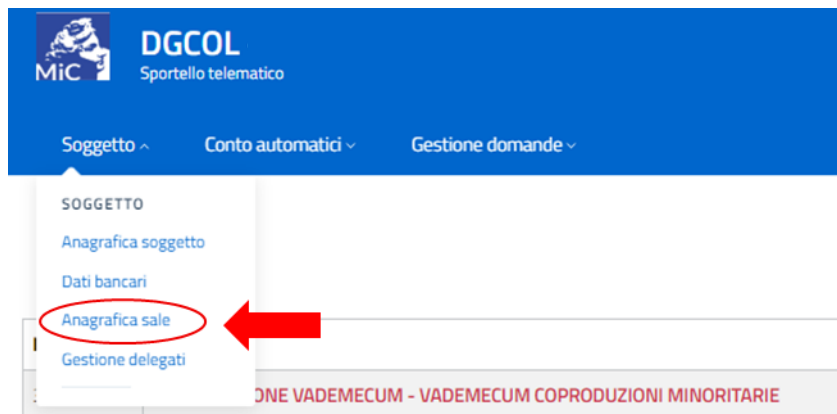 MiC
DGCOL
Sportello telematico
Soggetto
Conto automatici
Gestione domande
SOGGETTO
Anagrafica soggetto
Dati bancari
Anagrafica sale
Gestione delegati
ONE VADEMECUM - VADEMECUM COPRODUZIONI MINORITARIE